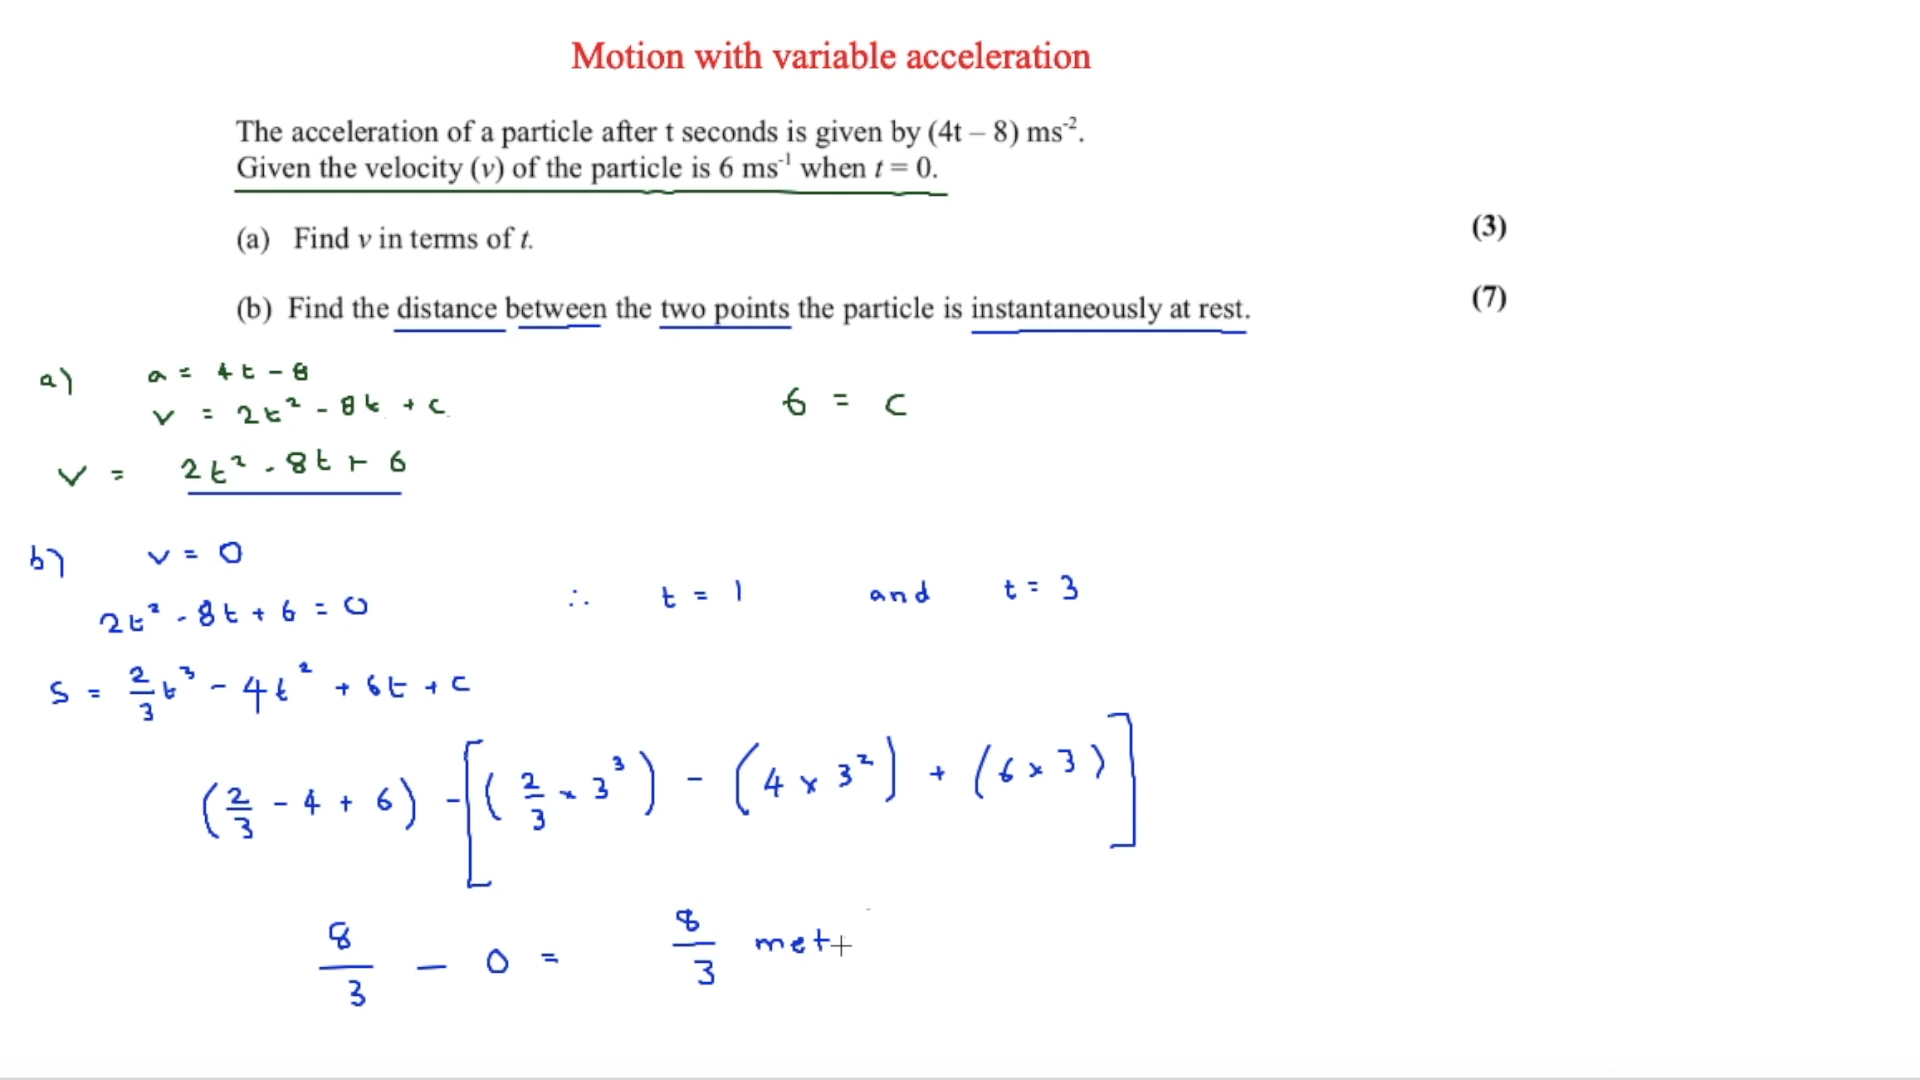 Motion with variable acceleration
The acceleration of a particle after t seconds is given by (4t – 8) ms⁻².
Given the velocity (v) of the particle is 6 ms⁻¹ when t = 0.
(a) Find v in terms of t. (3)
(b) Find the distance between the two points the particle is instantaneously at rest. (7)
a) a = 4t - 8
v = 2t² - 8t + c 6 = c
v = 2t² - 8t + 6
b) v = 0
2t² - 8t + 6 = 0 ∴ t = 1 and t = 3
s = 2/3 t³ - 4t² + 6t + c
(2/3 - 4 + 6) - [(2/3 × 3³) - (4 × 3²) + (6 × 3)]
8/3 - 0 = 8/3 met